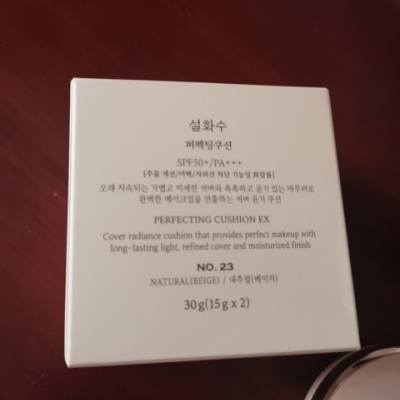 설화수
퍼펙팅쿠션
SPF50+/PA+++
[주름 개선/미백/자외선 차단 기능성 화장품]
오래 지속되는 가볍고 미세한 커버와 촉촉하고 윤기 있는 마무리로
완벽한 메이크업을 연출하는 커버 윤기 쿠션
PERFECTING CUSHION EX
Cover radiance cushion that provides perfect makeup with
long-lasting light, refined cover and moisturized finish
NO. 23
NATURAL(BEIGE) / 내추럴(베이지)
30g(15g x 2)